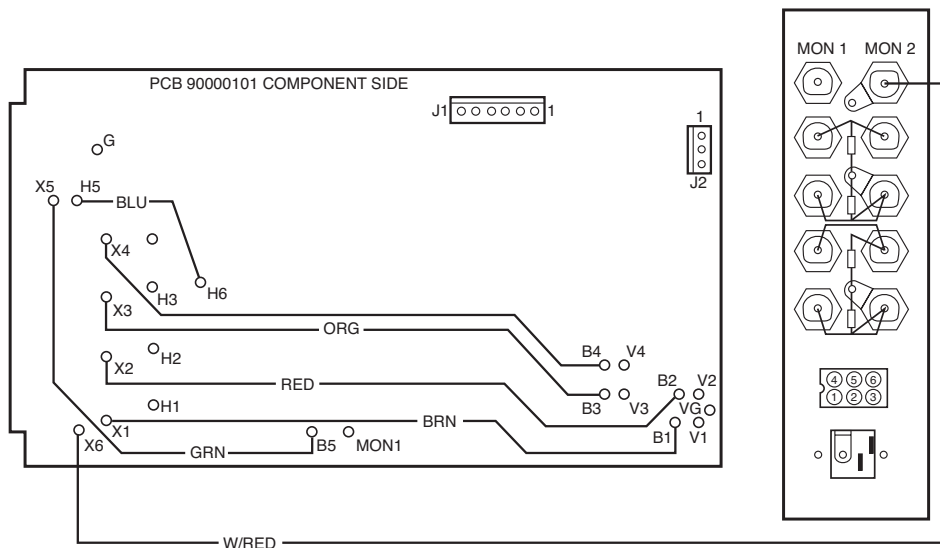 MON 1 MON 2
PCB 90000101 COMPONENT SIDE
J1 1
1
G
J2
X5 H5
BLU
X4
H3 H6
X3
ORG
H2
X2
B4 V4
RED
B2 V2
B3 V3
VG
H1
X1
BRN
B1 V1
X6
GRN
B5 MON1
4 5 6
1 2 3
W/RED